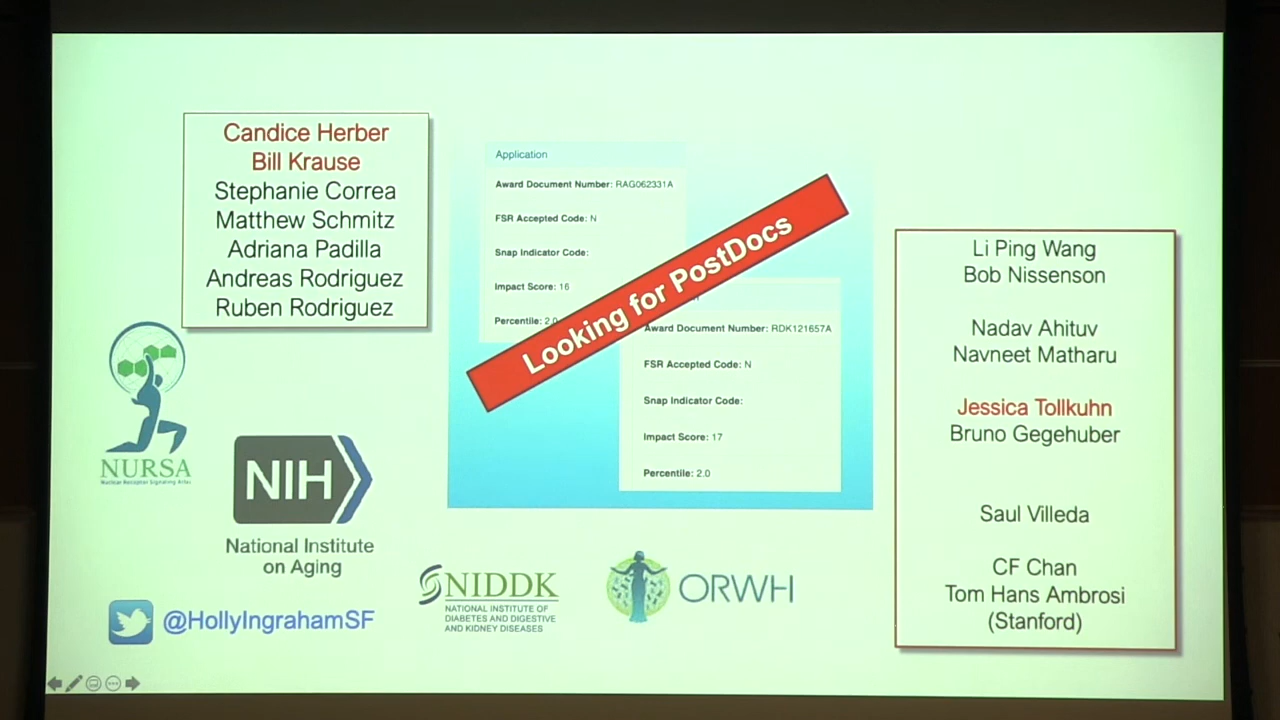 Candice Herber
Bill Krause
Stephanie Correa
Matthew Schmitz
Adriana Padilla
Andreas Rodriguez
Ruben Rodriguez
NURSA
Nuclear Receptor Signaling Atlas
NIH
National Institute
on Aging
@HollyIngrahamSF
Application
Award Document Number: RAG062331A
FSR Accepted Code: N
Snap Indicator Code:
Impact Score: 16
Percentile: 2.0
Looking for PostDocs
Award Document Number: RDK121657A
FSR Accepted Code: N
Snap Indicator Code:
Impact Score: 17
Percentile: 2.0
NIDDK
NATIONAL INSTITUTE OF
DIABETES AND DIGESTIVE
AND KIDNEY DISEASES
ORWH
Li Ping Wang
Bob Nissenson
Nadav Ahituv
Navneet Matharu
Jessica Tollkuhn
Bruno Gegehuber
Saul Villeda
CF Chan
Tom Hans Ambrosi
(Stanford)